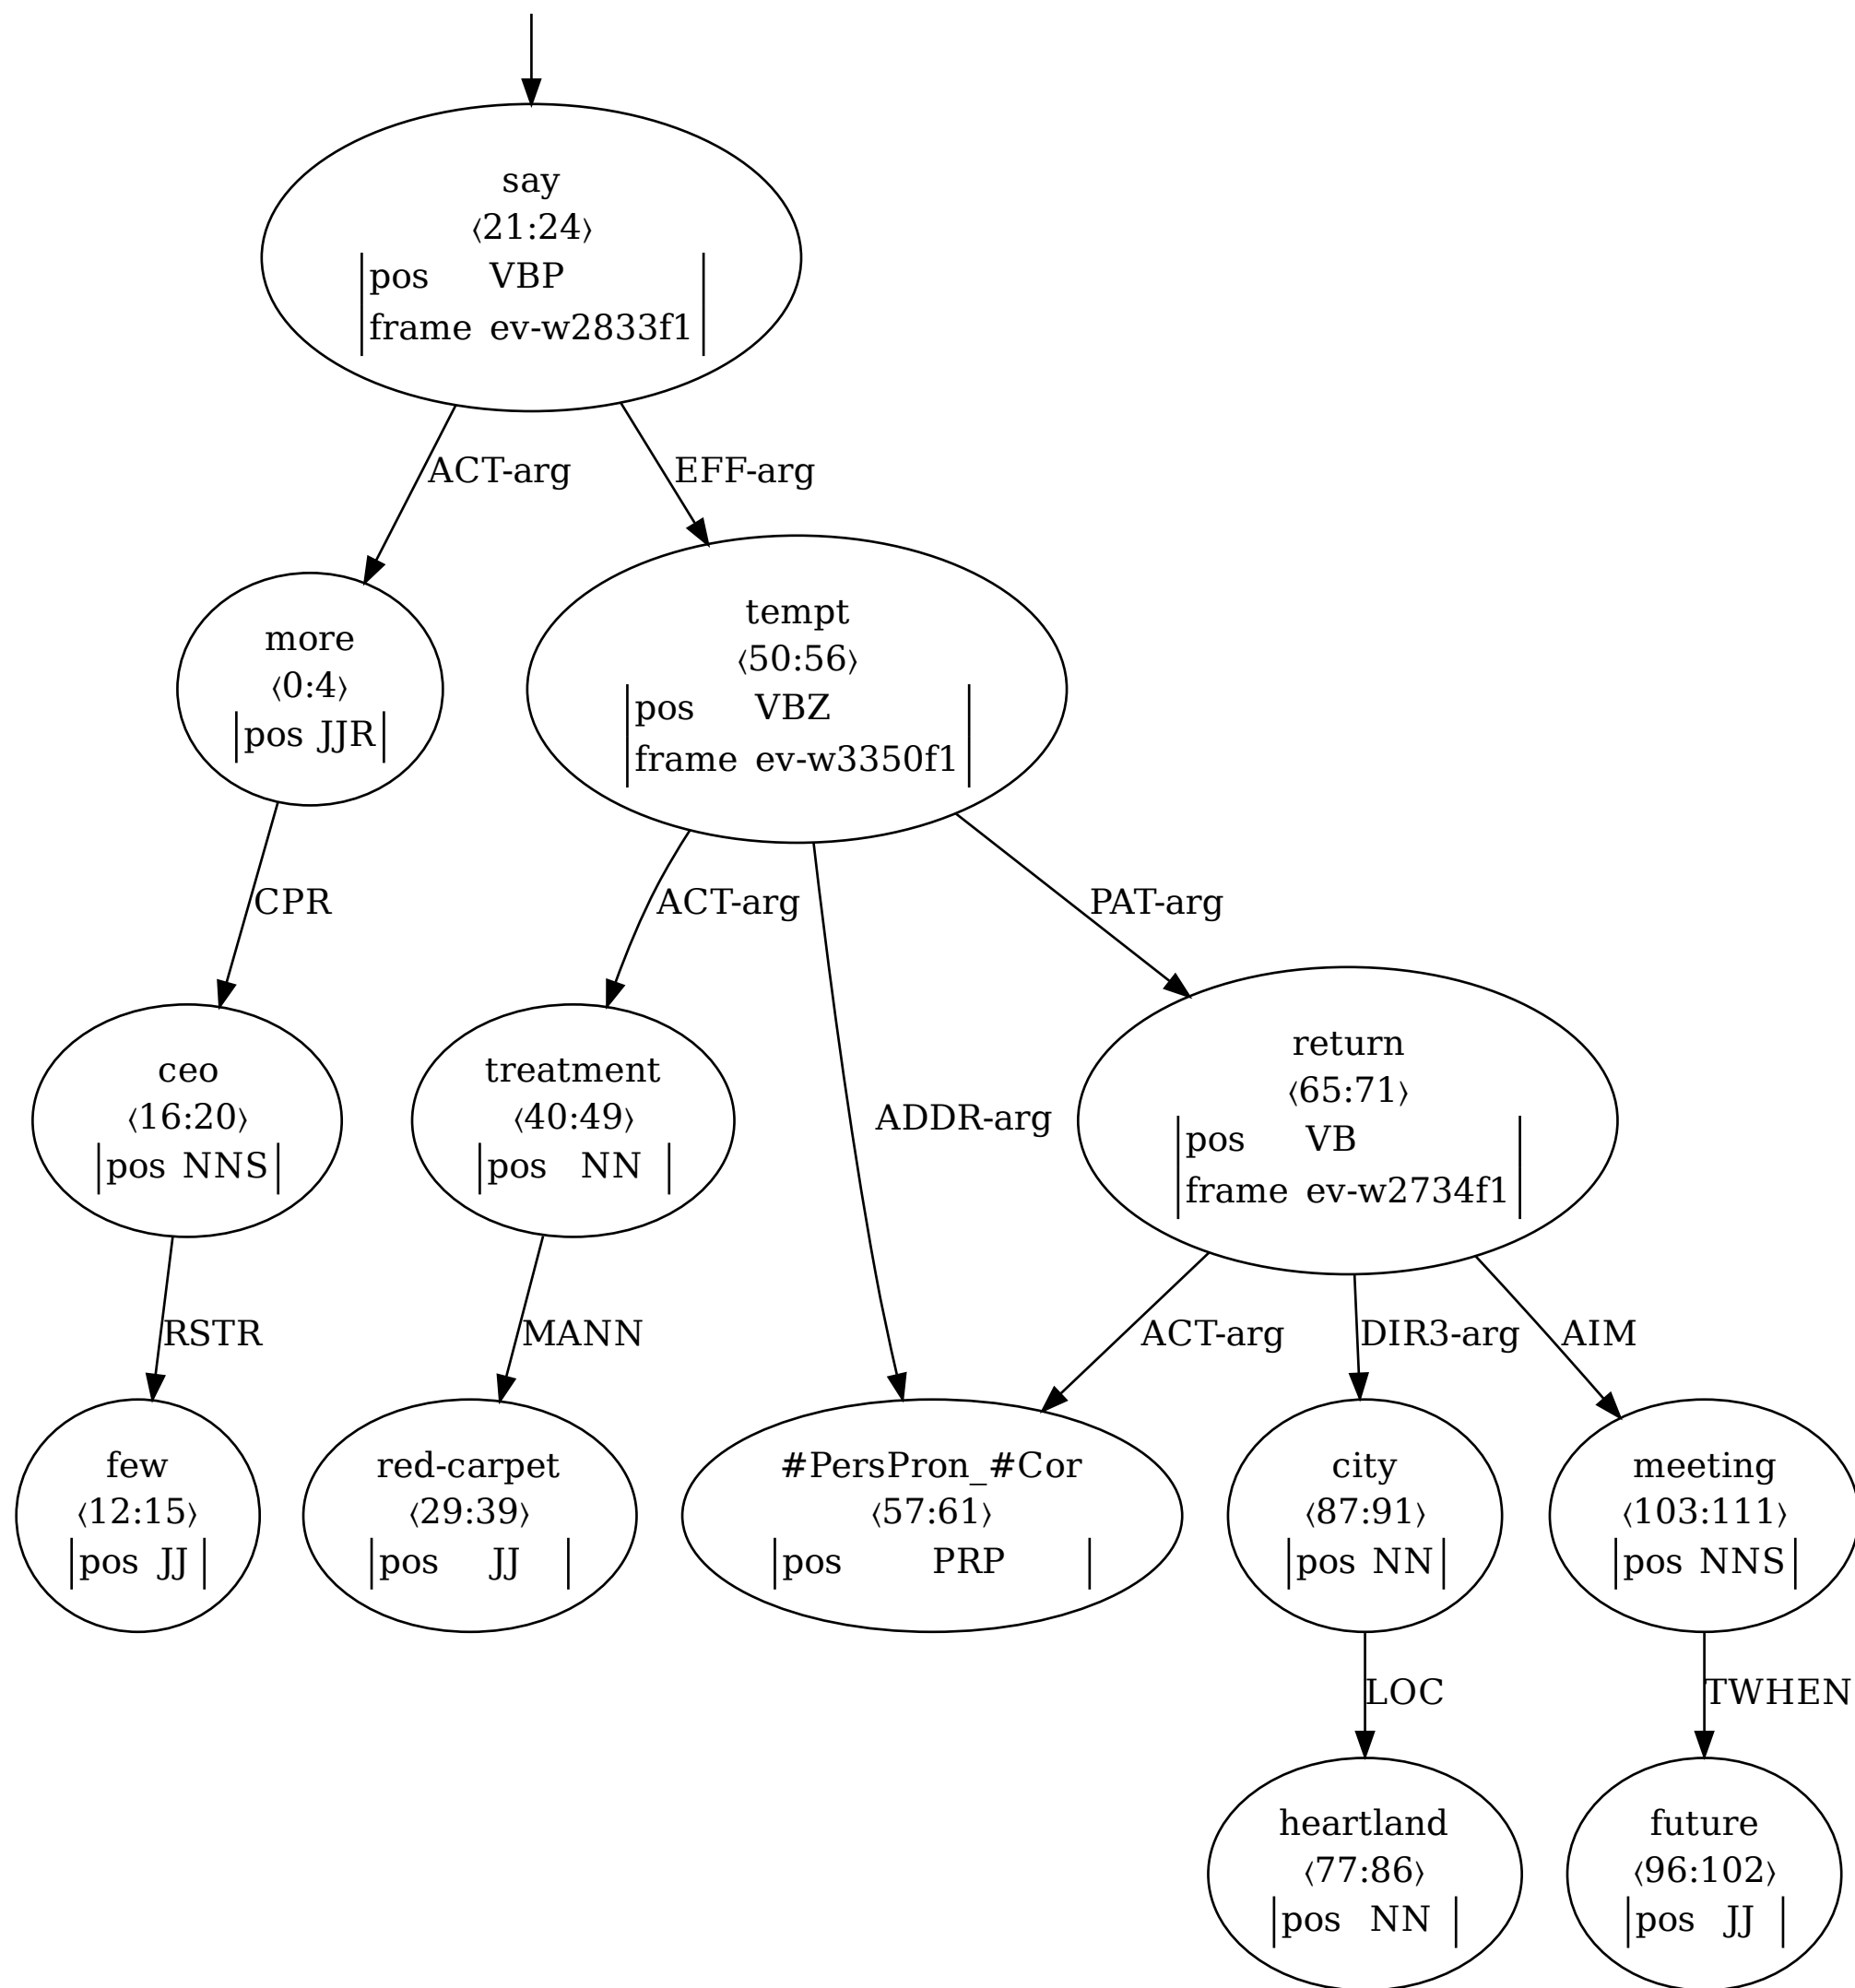 say
⟨21:24⟩
pos VBP
frame ev-w2833f1
ACT-arg
EFF-arg
more
⟨0:4⟩
pos JJR
tempt
⟨50:56⟩
pos VBZ
frame ev-w3350f1
CPR
ACT-arg
ADDR-arg
PAT-arg
ceo
⟨16:20⟩
pos NNS
treatment
⟨40:49⟩
pos NN
return
⟨65:71⟩
pos VB
frame ev-w2734f1
RSTR
MANN
ACT-arg
DIR3-arg
AIM
few
⟨12:15⟩
pos JJ
red-carpet
⟨29:39⟩
pos JJ
#PersPron_#Cor
⟨57:61⟩
pos PRP
city
⟨87:91⟩
pos NN
meeting
⟨103:111⟩
pos NNS
LOC
TWHEN
heartland
⟨77:86⟩
pos NN
future
⟨96:102⟩
pos JJ